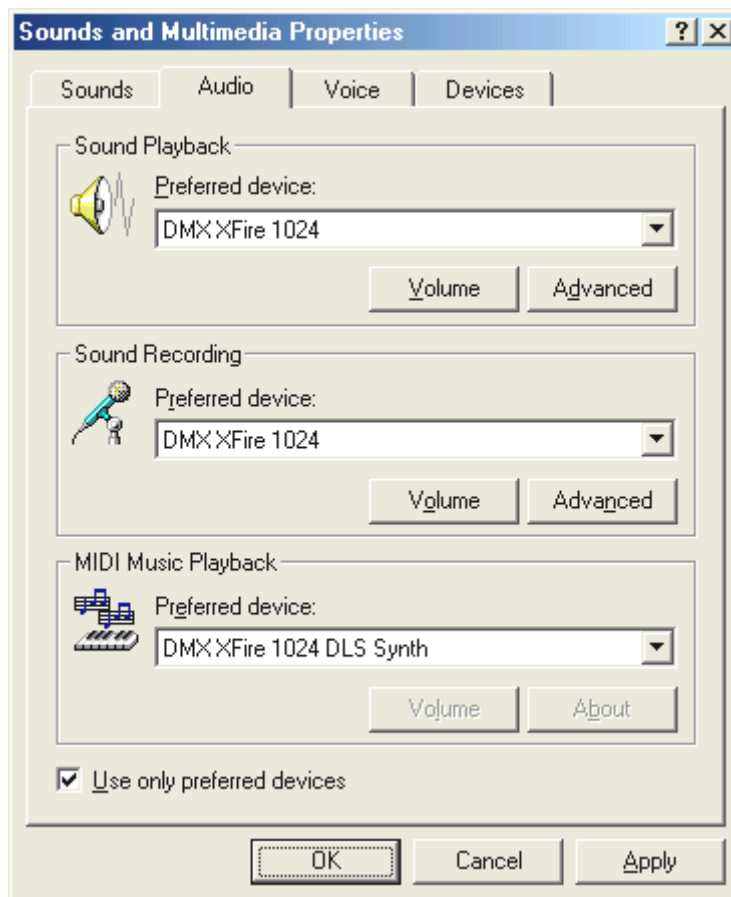 Sounds and Multimedia Properties
Sounds Audio Voice Devices
Sound Playback
Preferred device:
DMX XFire 1024
Volume Advanced
Sound Recording
Preferred device:
DMX XFire 1024
Volume Advanced
MIDI Music Playback
Preferred device:
DMX XFire 1024 DLS Synth
Volume About
Use only preferred devices
OK Cancel Apply